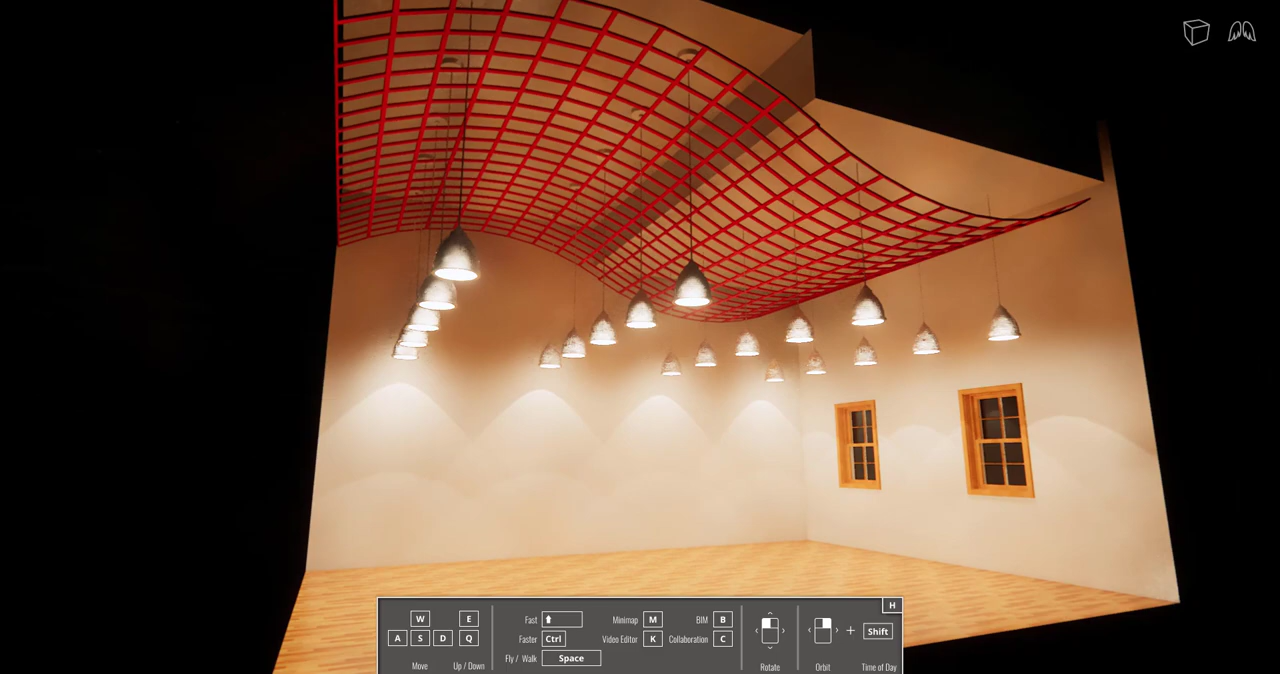 H
W
E
A
S
D
Q
Move
Up / Down
Fast
Faster
Ctrl
Fly / Walk
Space
Minimap
M
Video Editor
K
BIM
B
Collaboration
C
Rotate
Orbit
+
Shift
Time of Day